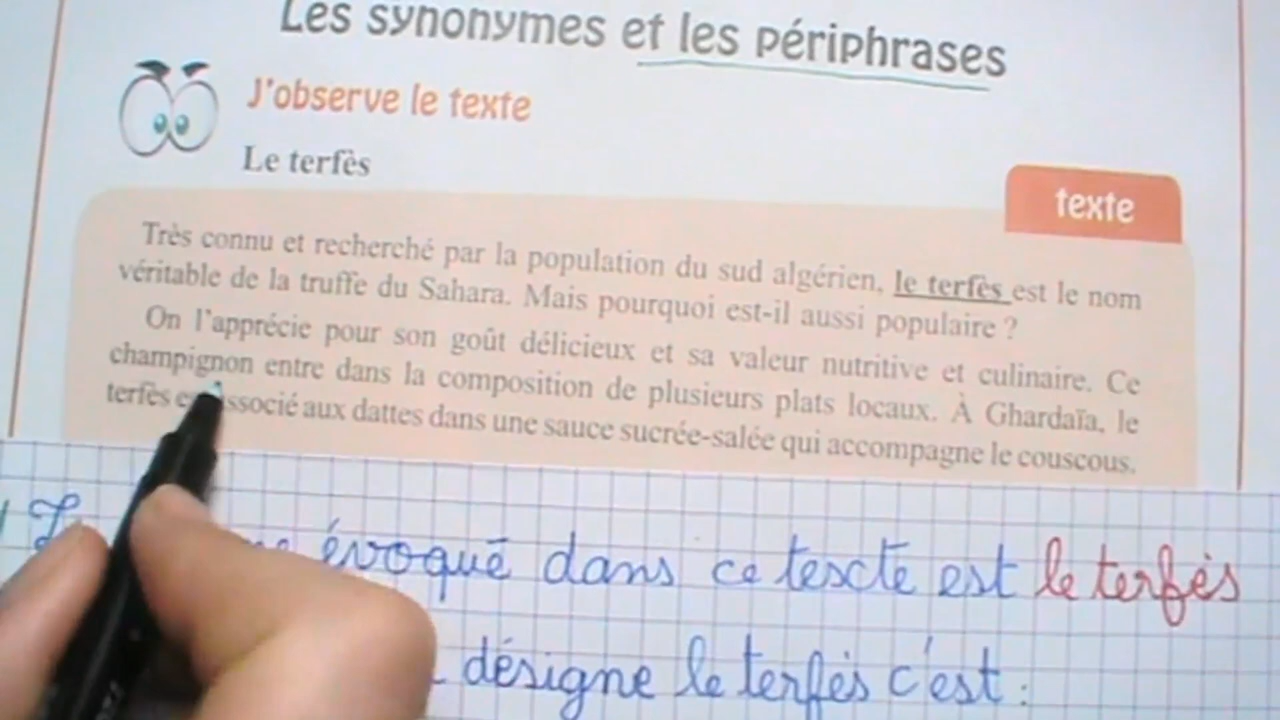 Les synonymes et les périphrases
J'observe le texte
Le terfès
texte
Très connu et recherché par la population du sud algérien, le terfès est le nom
véritable de la truffe du Sahara. Mais pourquoi est-il aussi populaire ?
On l'apprécie pour son goût délicieux et sa valeur nutritive et culinaire. Ce
champignon entre dans la composition de plusieurs plats locaux. À Ghardaïa, le
terfès associé aux dattes dans une sauce sucrée-salée qui accompagne le couscous.
évoqué dans ce texte est le terfès
désigne le terfès c'est :